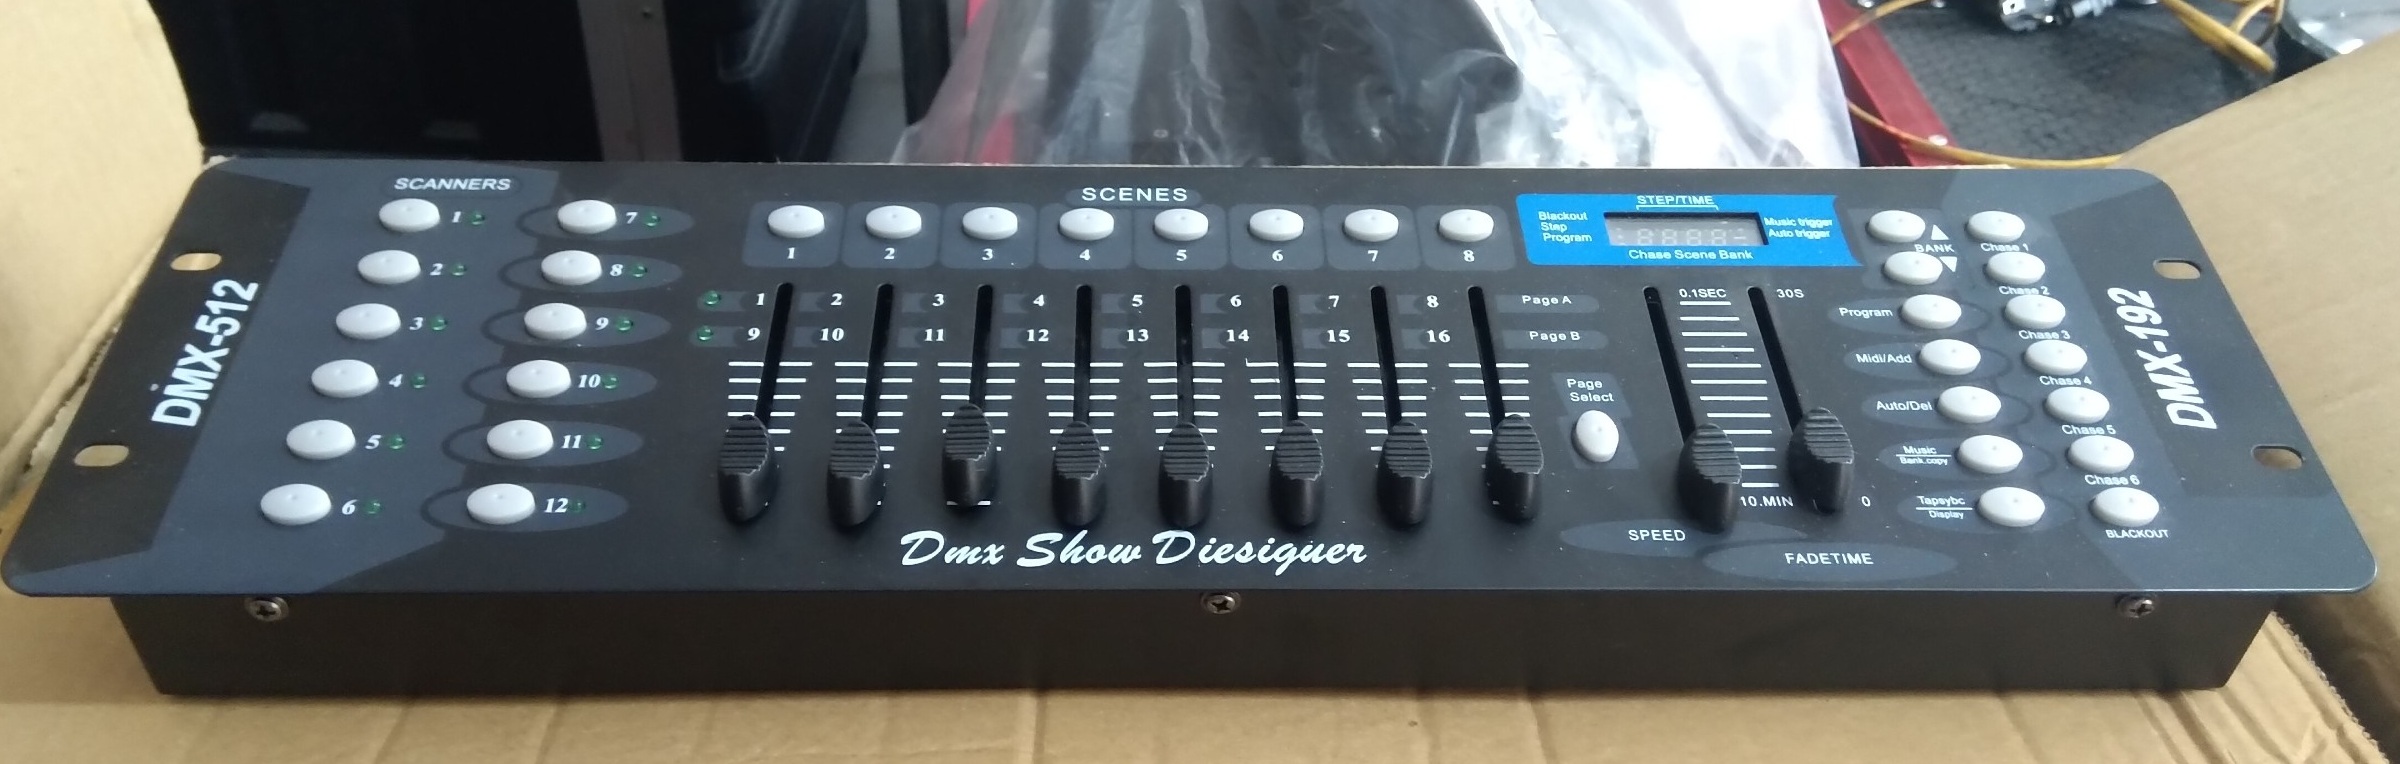 SCANNERS
1
2
3
4
5
6
7
8
9
10
11
12
DMX-512
SCENES
1 2 3 4 5 6 7 8
1 2 3 4 5 6 7 8 Page A
9 10 11 12 13 14 15 16 Page B
Dmx Show Diesiguer
Page
Select
STEP/TIME
Blackout
Step
Program
Music trigger
Auto trigger
Chase Scene Bank
0.1SEC
30S
10.MIN
0
SPEED
FADETIME
BANK
Program
Midi/Add
Auto/Del
Music
Bank.copy
Tapsybc
Display
Chase 1
Chase 2
Chase 3
Chase 4
Chase 5
Chase 6
BLACKOUT
DMX-192